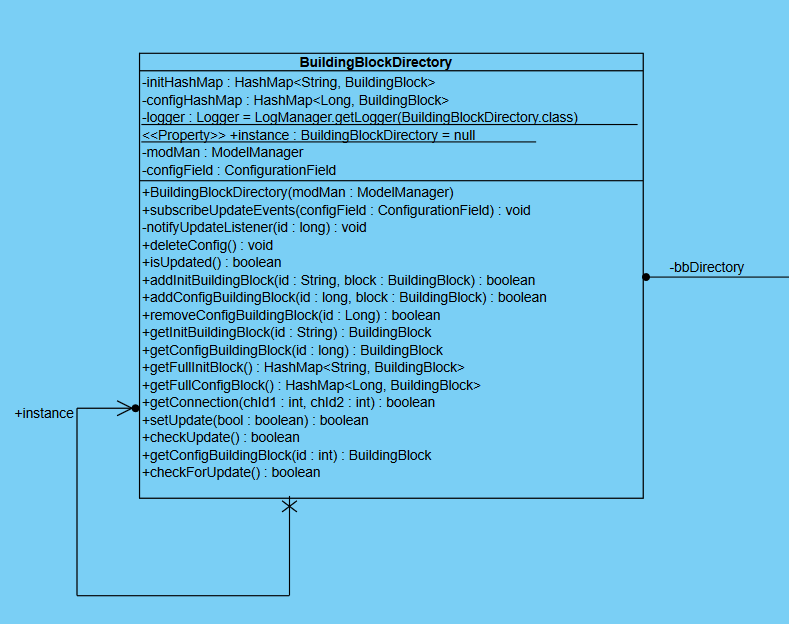 BuildingBlockDirectory
-initHashMap : HashMap<String, BuildingBlock>
-configHashMap : HashMap<Long, BuildingBlock>
-logger : Logger = LogManager.getLogger(BuildingBlockDirectory.class)
<<Property>> +instance : BuildingBlockDirectory = null
-modMan : ModelManager
-configField : ConfigurationField
+BuildingBlockDirectory(modMan : ModelManager)
+subscribeUpdateEvents(configField : ConfigurationField) : void
-notifyUpdateListener(id : long) : void
+deleteConfig() : void
+isUpdated() : boolean
+addInitBuildingBlock(id : String, block : BuildingBlock) : boolean
+addConfigBuildingBlock(id : long, block : BuildingBlock) : boolean
+removeConfigBuildingBlock(id : Long) : boolean
+getInitBuildingBlock(id : String) : BuildingBlock
+getConfigBuildingBlock(id : long) : BuildingBlock
+getFullInitBlock() : HashMap<String, BuildingBlock>
+getFullConfigBlock() : HashMap<Long, BuildingBlock>
+getConnection(chId1 : int, chId2 : int) : boolean
+setUpdate(bool : boolean) : boolean
+checkUpdate() : boolean
+getConfigBuildingBlock(id : int) : BuildingBlock
+checkForUpdate() : boolean
-bbDirectory
+instance